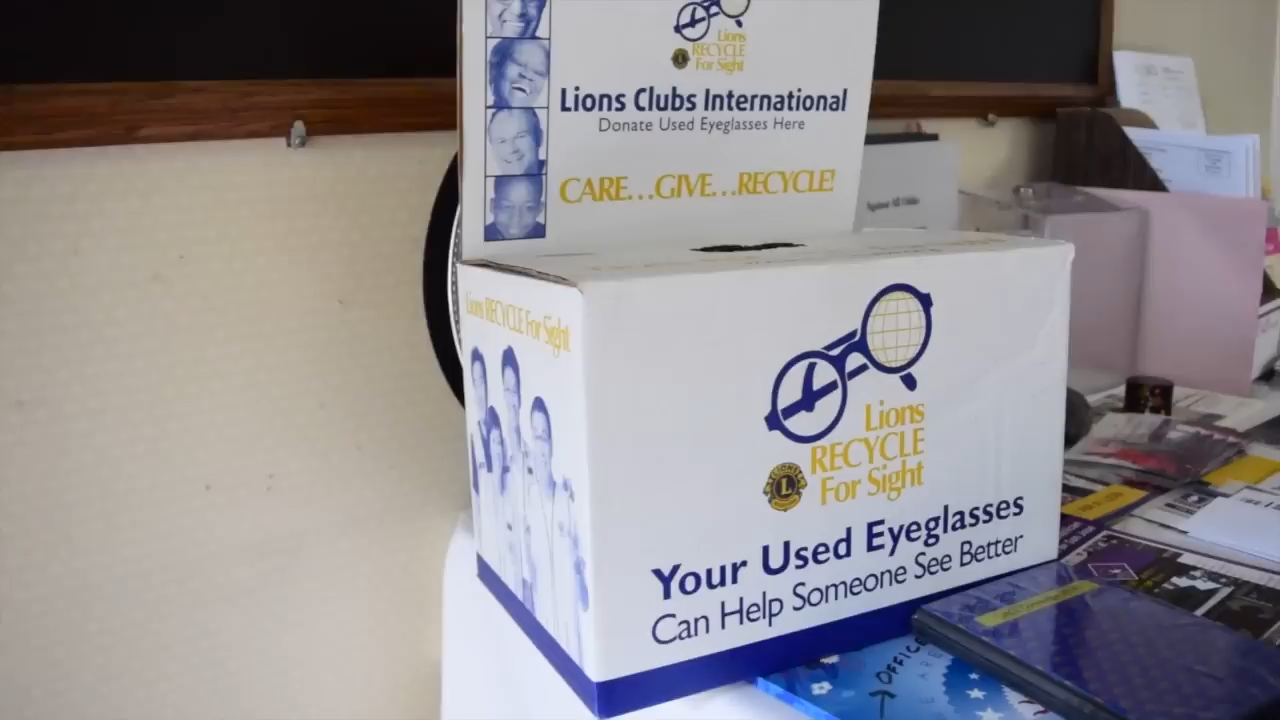 Lions
RECYCLE
For Sight
Lions Clubs International
Donate Used Eyeglasses Here
CARE...GIVE...RECYCLE!
Lions RECYCLE For Sight
Lions
RECYCLE
For Sight
L
Your Used Eyeglasses
Can Help Someone See Better
OFFICE